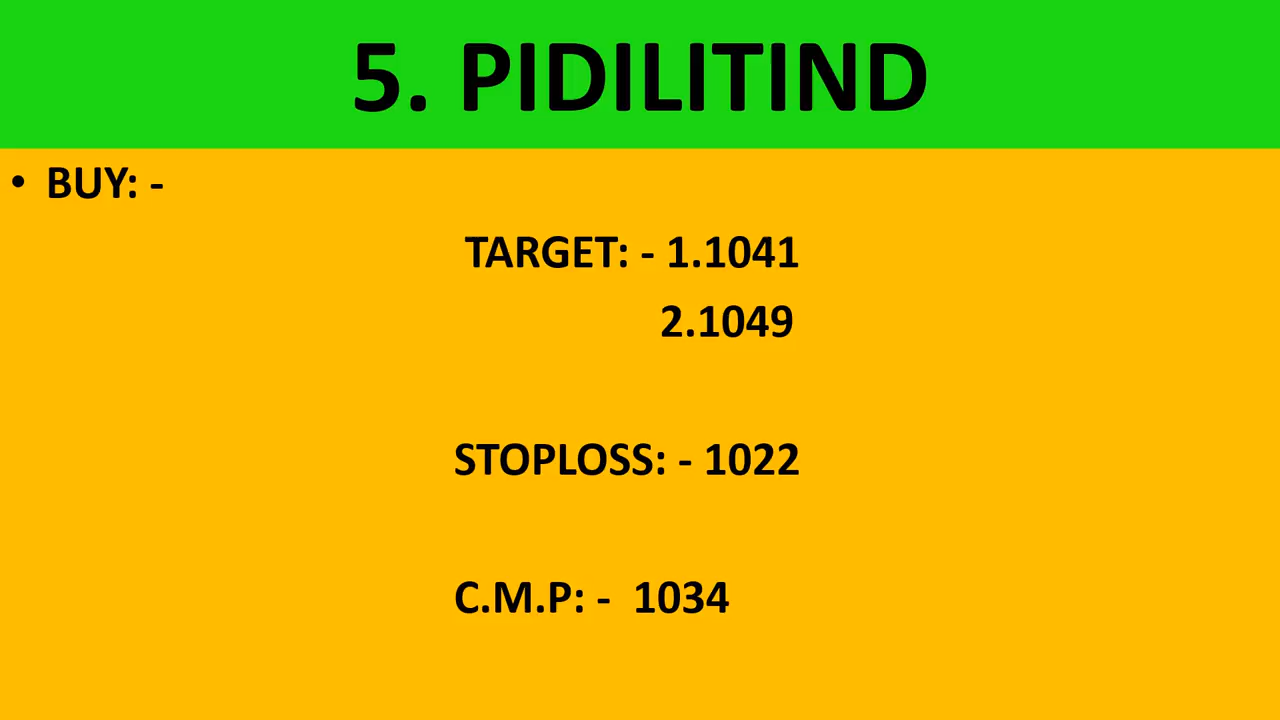 5. PIDILITIND
• BUY: -
TARGET: - 1.1041
2.1049
STOPLOSS: - 1022
C.M.P: - 1034